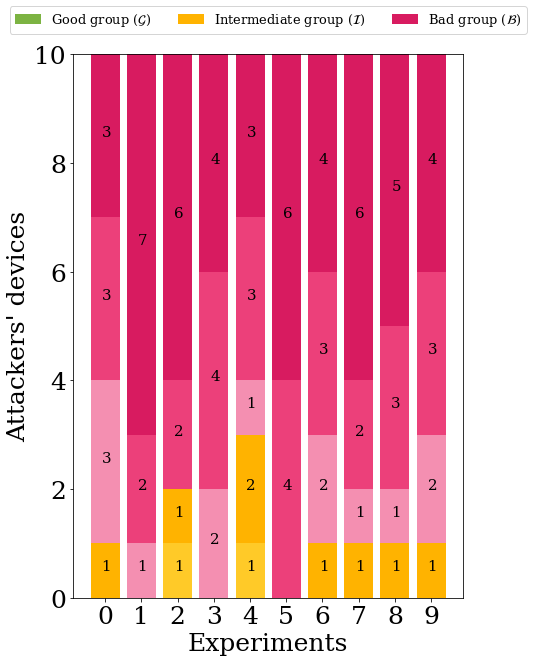 Good group (𝒢) Intermediate group (ℐ) Bad group (ℬ)
10
8
6
4
2
0
Attackers' devices
3 7 6 4 3 6 4 6 5 4
3 2 2 4 3 4 3 2 3 3
3 1 1 2 1 2 1 1 2
1 1 2 1 1 1 1
1
0 1 2 3 4 5 6 7 8 9
Experiments